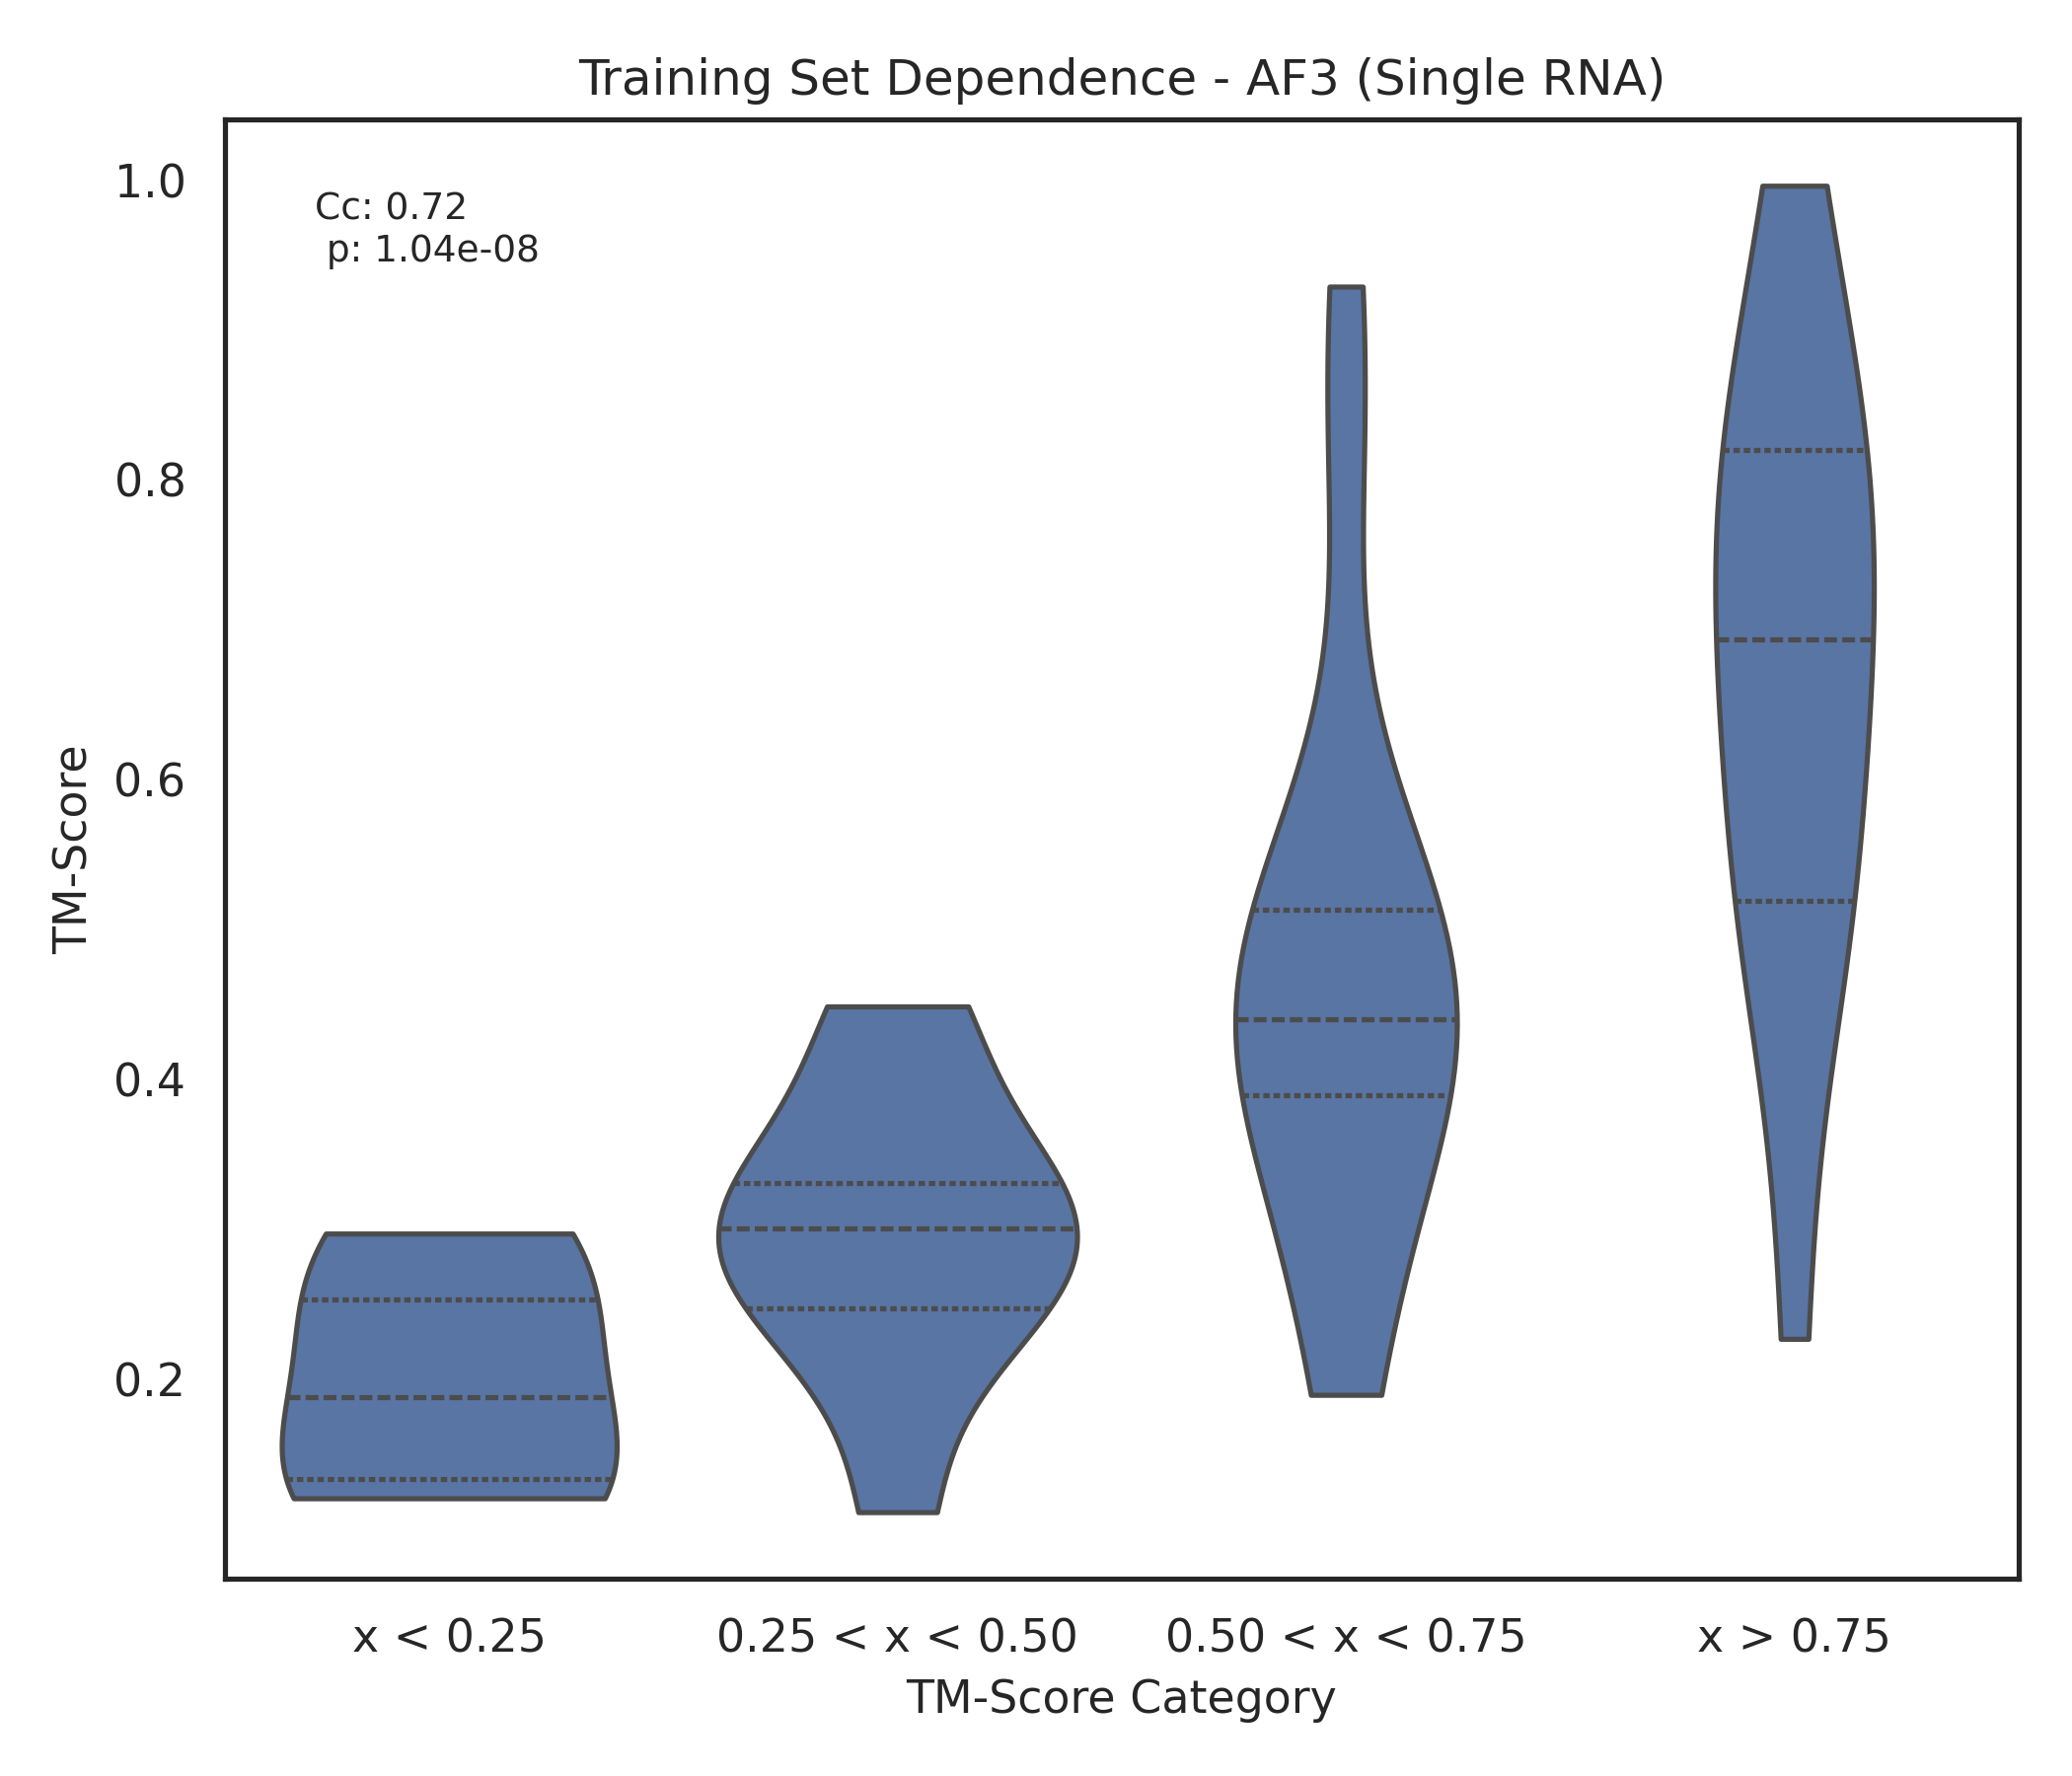 Training Set Dependence - AF3 (Single RNA)
Cc: 0.72
p: 1.04e-08
TM-Score
1.0
0.8
0.6
0.4
0.2
x < 0.25
0.25 < x < 0.50
0.50 < x < 0.75
x > 0.75
TM-Score Category